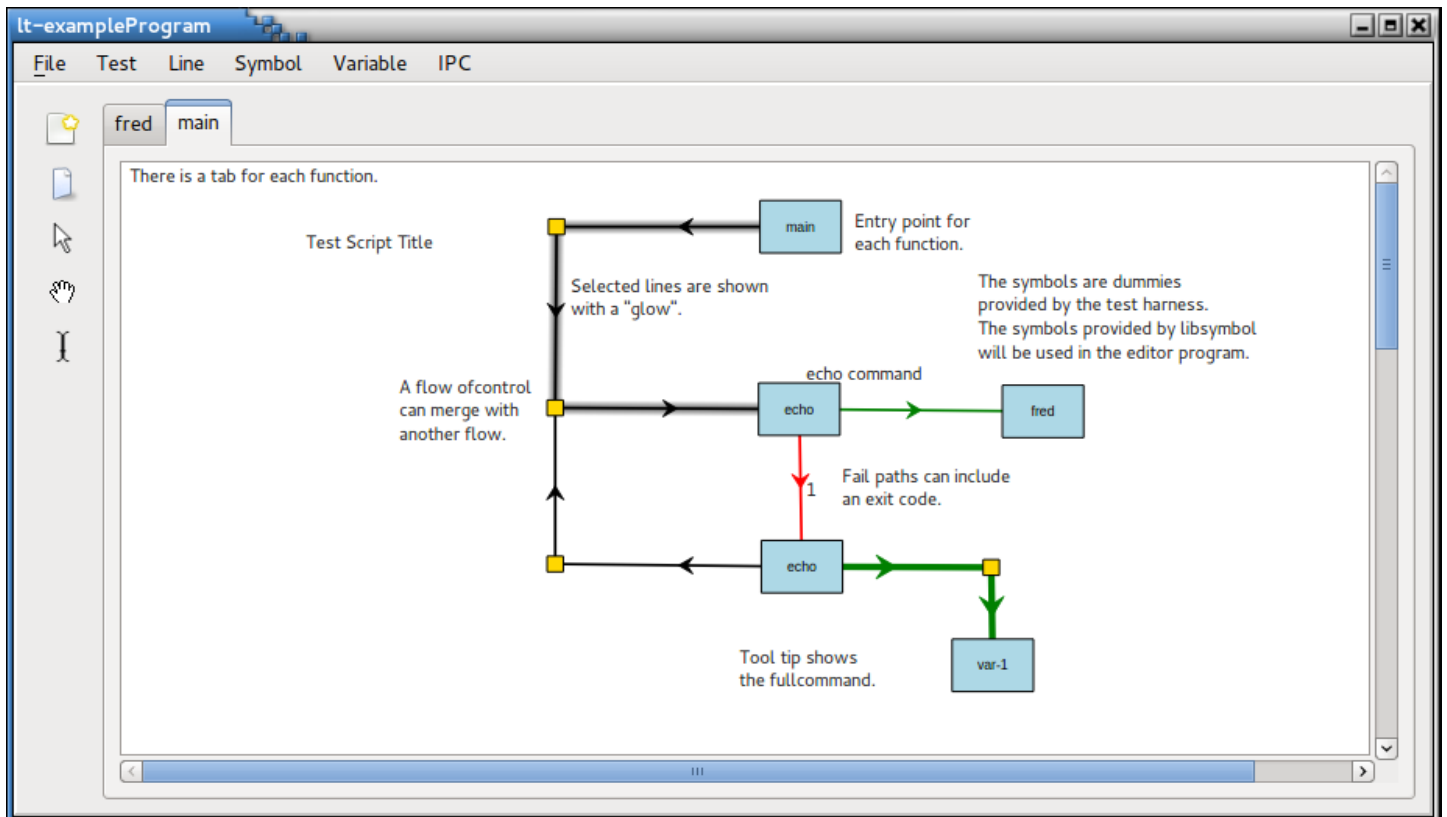 lt-exampleProgram
File Test Line Symbol Variable IPC
fred main
There is a tab for each function.
Test Script Title
main
Entry point for
each function.
Selected lines are shown
with a "glow".
The symbols are dummies
provided by the test harness.
The symbols provided by libsymbol
will be used in the editor program.
A flow ofcontrol
can merge with
another flow.
echo command
echo
fred
1
Fail paths can include
an exit code.
echo
Tool tip shows
the fullcommand.
var-1